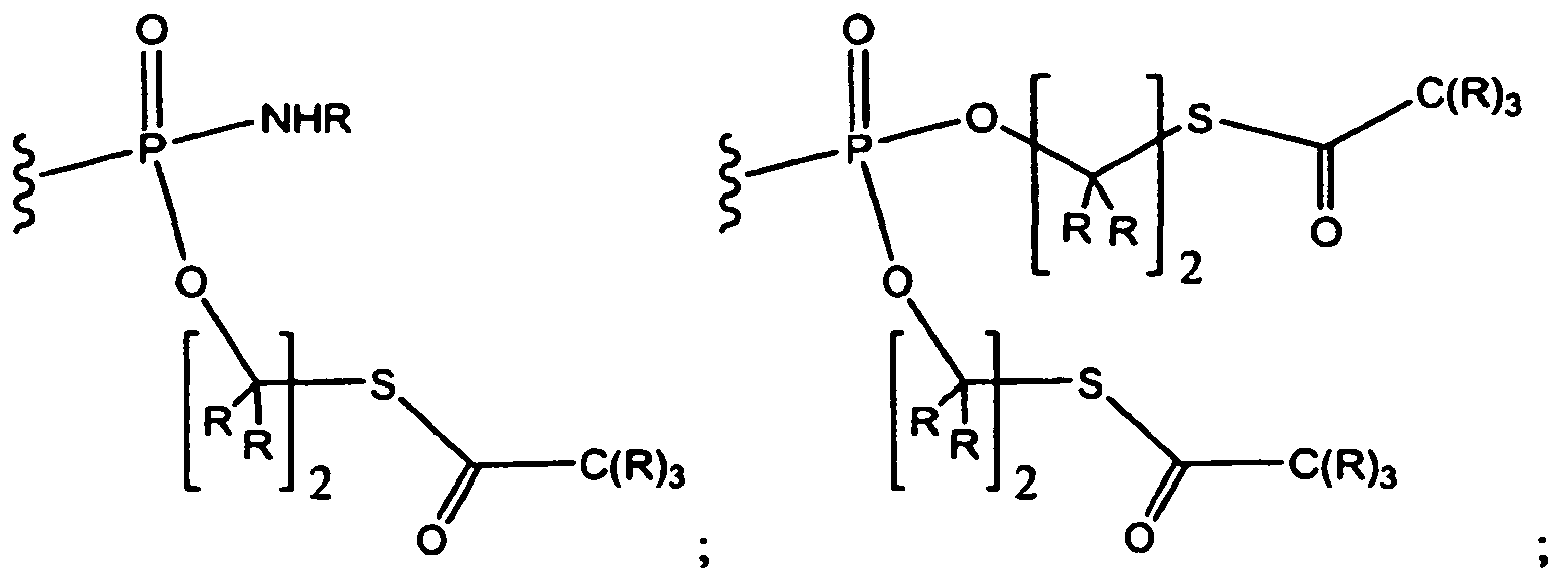 O O
P NHR P O S C(R)3
R R 2 O
O O
R R 2 S C(R)3 R R 2 S C(R)3
O ; O ;